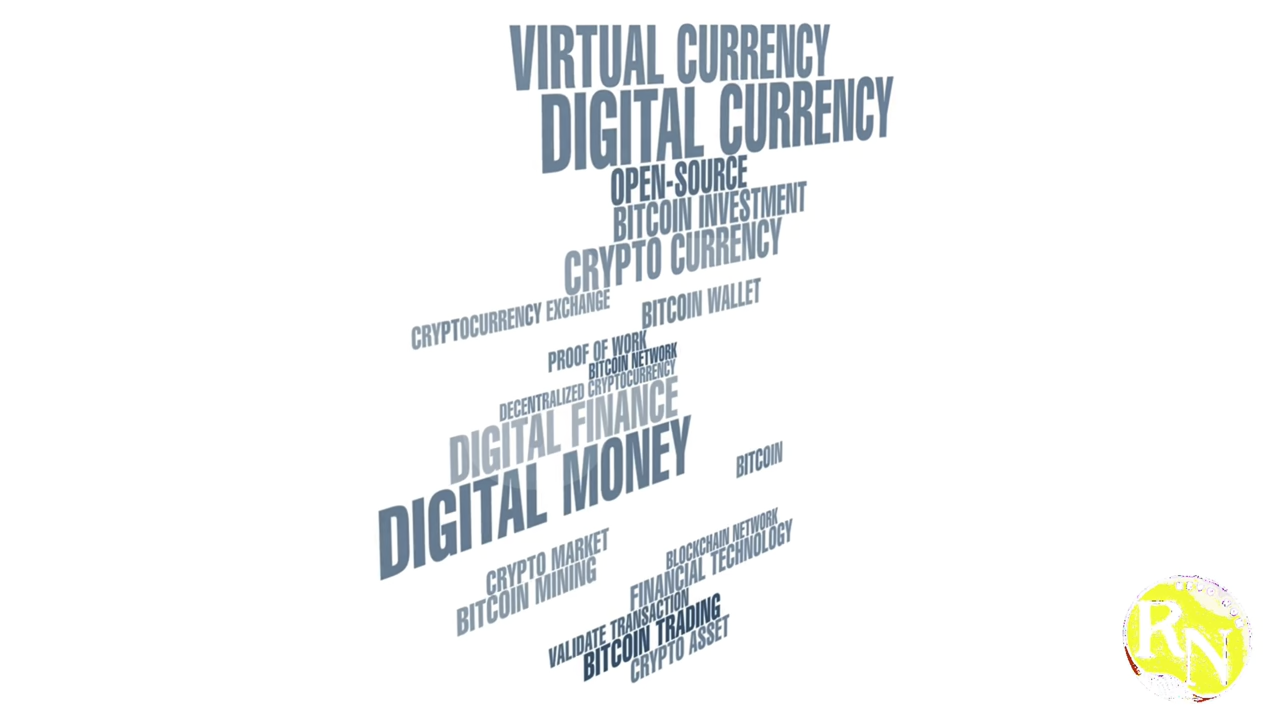 VIRTUAL CURRENCY
DIGITAL CURRENCY
OPEN-SOURCE
BITCOIN INVESTMENT
CRYPTO CURRENCY
CRYPTOCURRENCY EXCHANGE
BITCOIN WALLET
PROOF OF WORK
BITCOIN NETWORK
DECENTRALIZED CRYPTOCURRENCY
DIGITAL FINANCE
DIGITAL MONEY
BITCOIN
CRYPTO MARKET
BITCOIN MINING
BLOCKCHAIN NETWORK
FINANCIAL TECHNOLOGY
VALIDATE TRANSACTION
BITCOIN TRADING
CRYPTO ASSET
RN